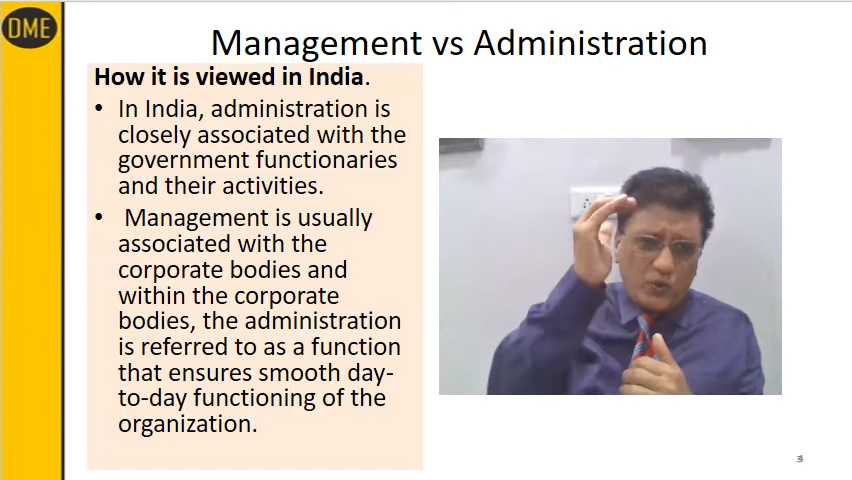 DME
Management vs Administration
How it is viewed in India.
• In India, administration is
closely associated with the
government functionaries
and their activities.
• Management is usually
associated with the
corporate bodies and
within the corporate
bodies, the administration
is referred to as a function
that ensures smooth day-
to-day functioning of the
organization.